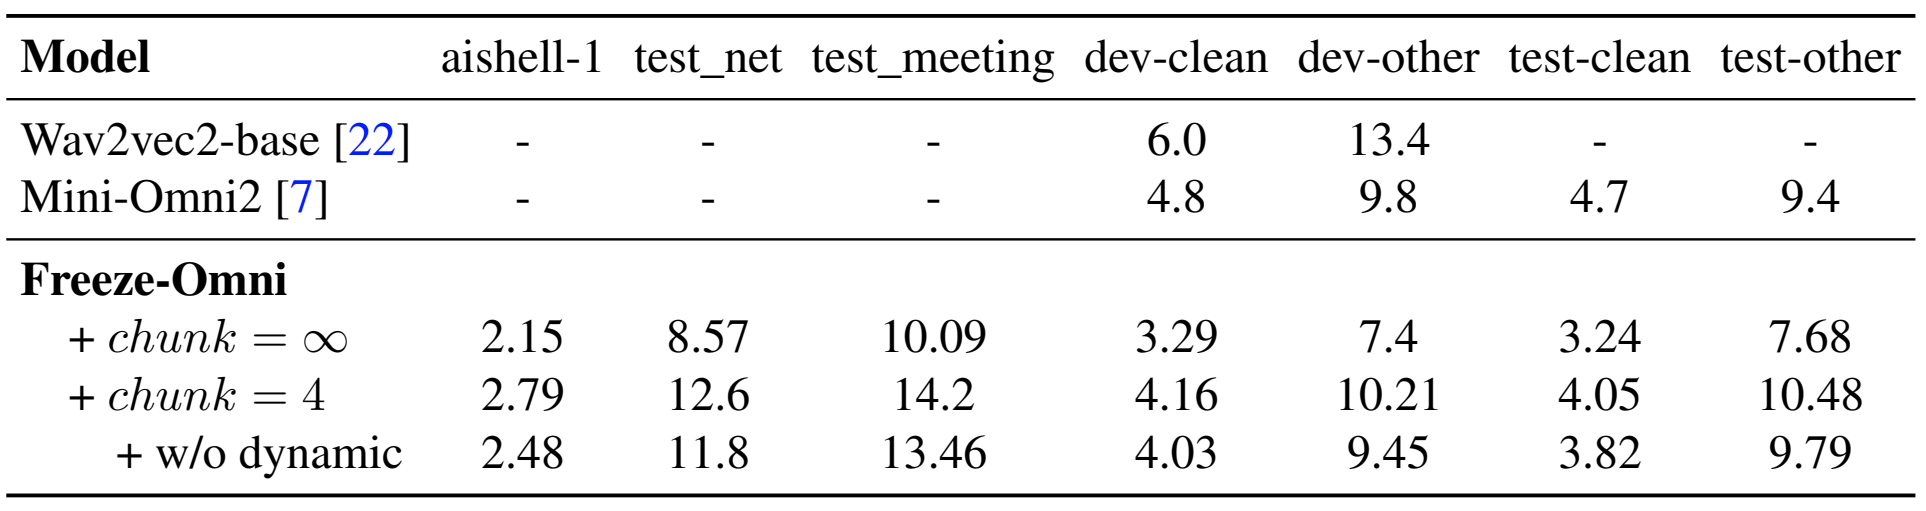 Model aishell-1 test_net test_meeting dev-clean dev-other test-clean test-other
Wav2vec2-base [22] - - - 6.0 13.4 - -
Mini-Omni2 [7] - - - 4.8 9.8 4.7 9.4
Freeze-Omni
+ chunk = ∞ 2.15 8.57 10.09 3.29 7.4 3.24 7.68
+ chunk = 4 2.79 12.6 14.2 4.16 10.21 4.05 10.48
+ w/o dynamic 2.48 11.8 13.46 4.03 9.45 3.82 9.79